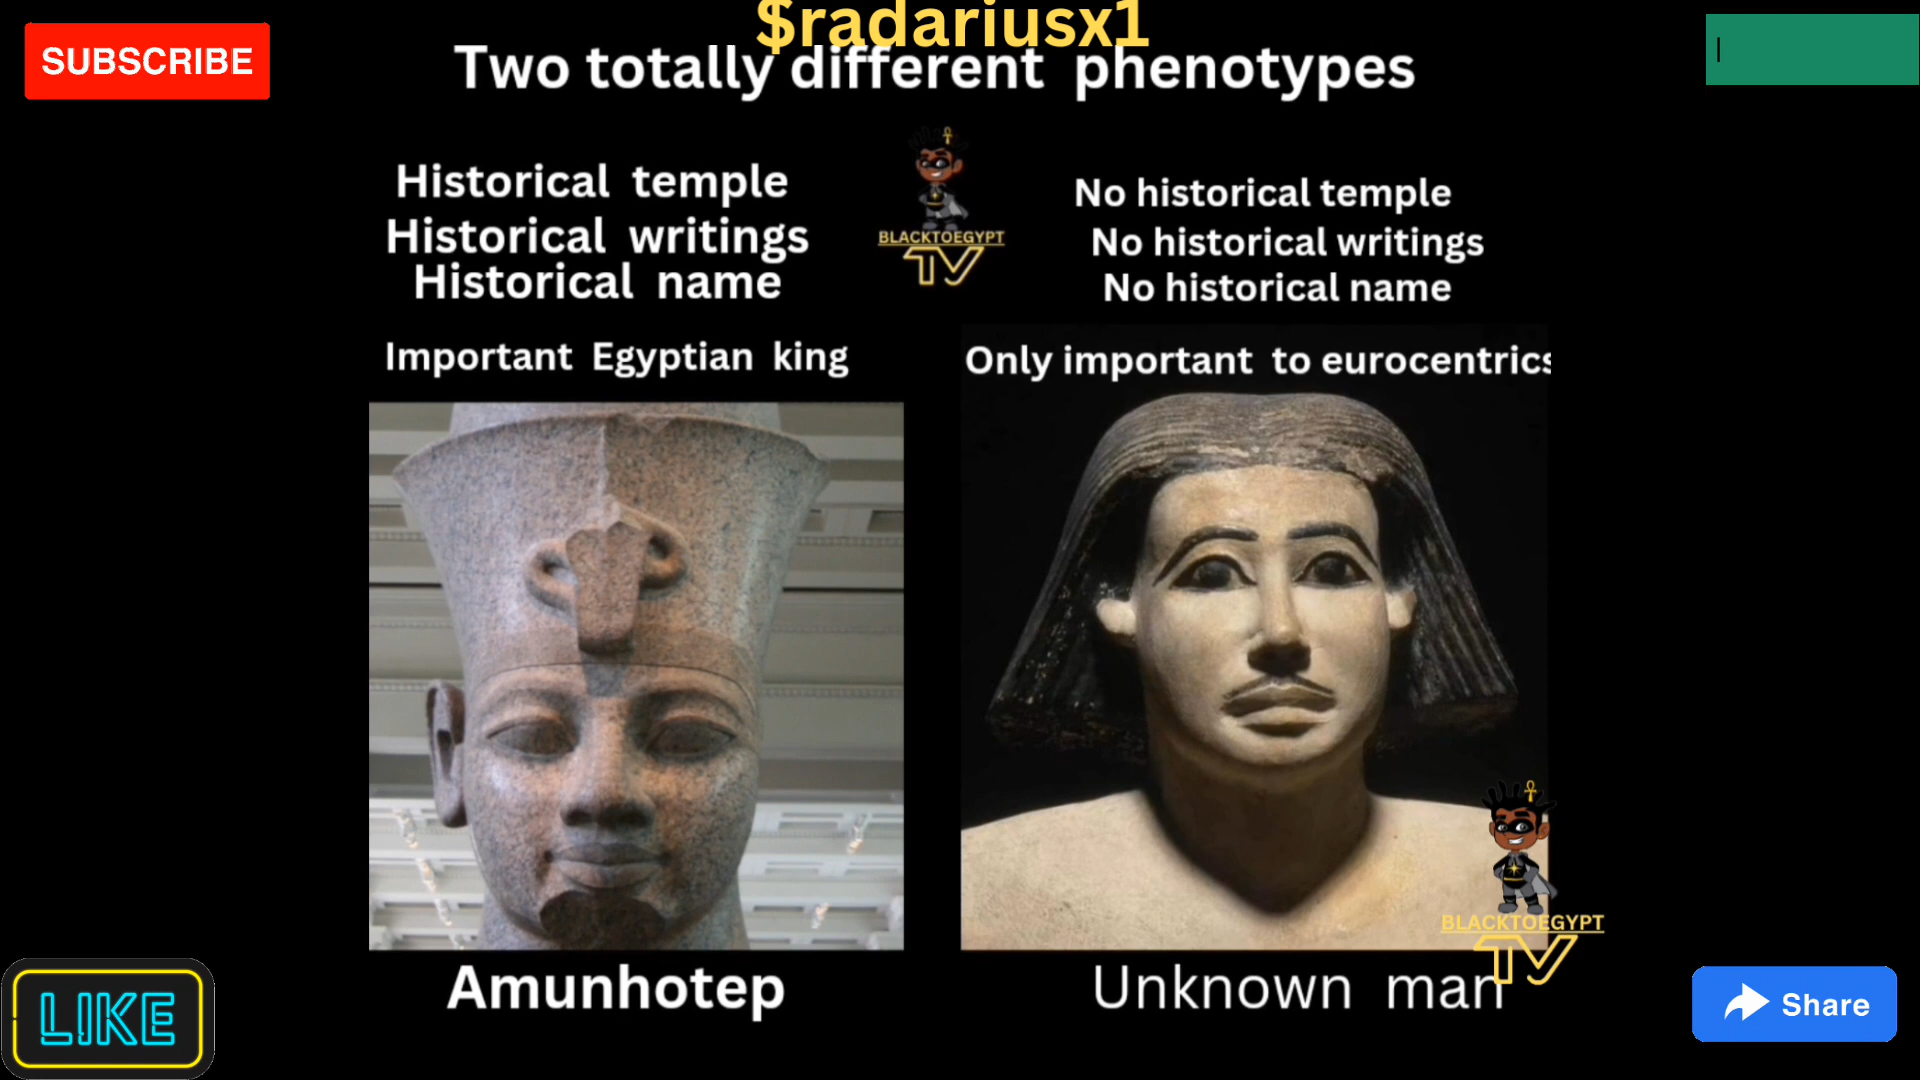 $radariusx1
SUBSCRIBE
Two totally different phenotypes
Historical temple
Historical writings
Historical name
Important Egyptian king
BLACKTOEGYPT
TV
No historical temple
No historical writings
No historical name
Only important to eurocentrics
BLACKTOEGYPT
TV
Amunhotep
Unknown man
LIKE
Share